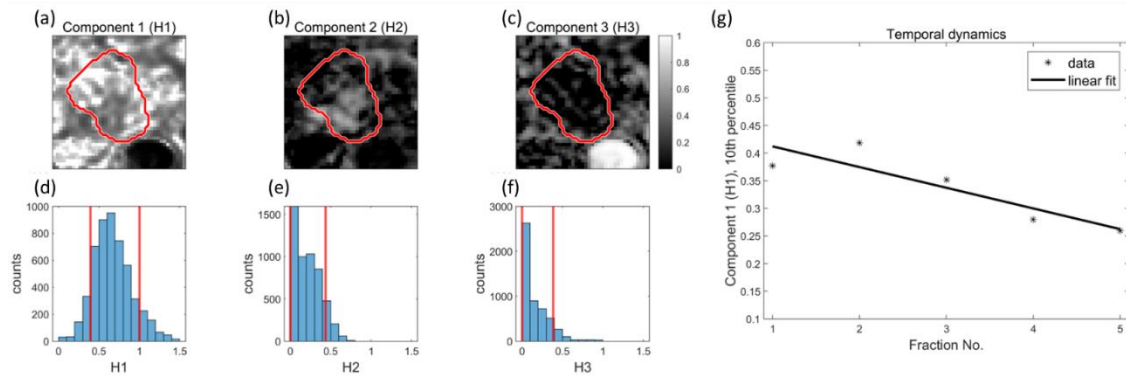 (a)
Component 1 (H1)
(b)
Component 2 (H2)
(c)
Component 3 (H3)
1
0.8
0.6
0.4
0.2
0
(d)
1000
800
600
400
200
0
counts
0
0.5
1
1.5
H1
(e)
1500
1000
500
0
counts
0
0.5
1
1.5
H2
(f)
3000
2000
1000
0
counts
0
0.5
1
1.5
H3
(g)
Temporal dynamics
data
linear fit
0.6
0.55
0.5
0.45
0.4
0.35
0.3
0.25
0.2
0.15
0.1
Component 1 (H1), 10th percentile
1
2
3
4
5
Fraction No.